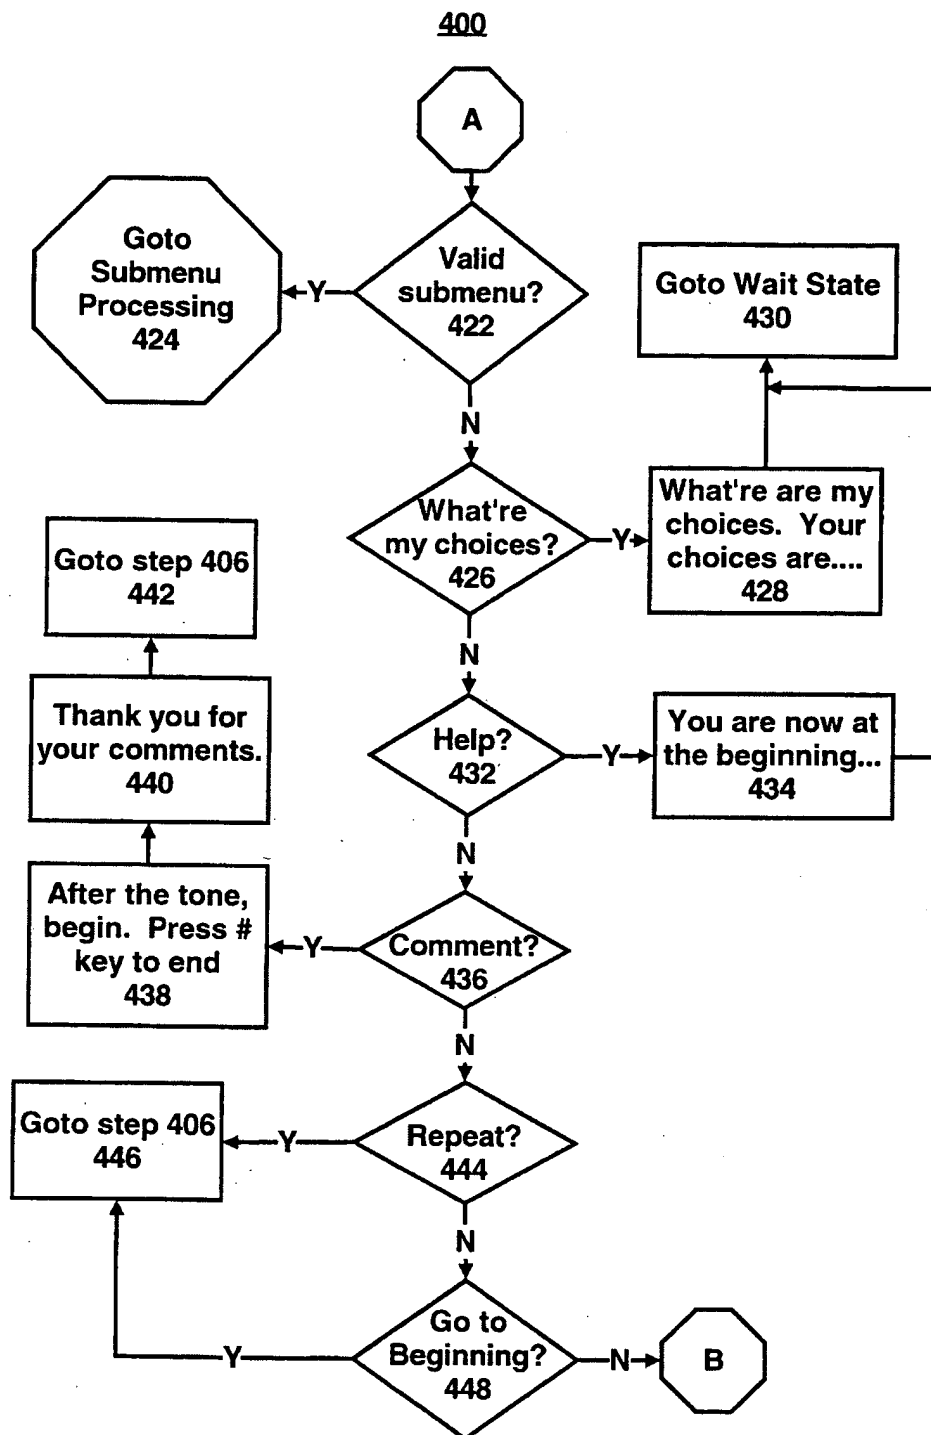 400
A
Valid
submenu?
422
Y
Goto
Submenu
Processing
424
Goto Wait State
430
N
What're
my choices?
426
Y
What're are my
choices.  Your
choices are....
428
Goto step 406
442
N
Help?
432
Y
You are now at
the beginning...
434
Thank you for
your comments.
440
N
Comment?
436
Y
After the tone,
begin.  Press #
key to end
438
N
Repeat?
444
Y
Goto step 406
446
N
Go to
Beginning?
448
Y
N
B